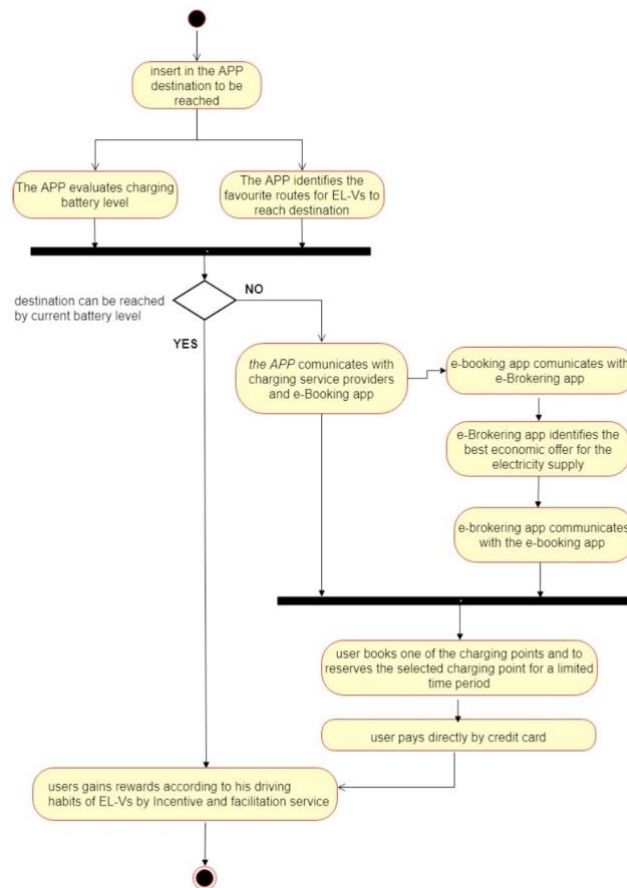 insert in the APP
destination to be
reached
The APP evaluates charging
battery level
The APP identifies the
favourite routes for EL-Vs to
reach destination
destination can be reached
by current battery level
NO
YES
the APP comunicates with
charging service providers
and e-Booking app
e-booking app comunicates with
e-Brokering app
e-Brokering app identifies the
best economic offer for the
electricity supply
e-brokering app communicates
with the e-booking app
user books one of the charging points and to
reserves the selected charging point for a limited
time period
user pays directly by credit card
users gains rewards according to his driving
habits of EL-Vs by Incentive and facilitation service